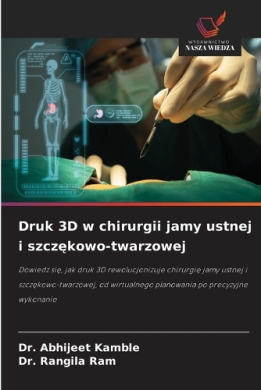 WYDAWNICTWO
NASZA WIEDZA
Druk 3D w chirurgii jamy ustnej
i szczękowo-twarzowej
Dowiedz się, jak druk 3D rewolucjonizuje chirurgię jamy ustnej i
szczękowo-twarzowej, od wirtualnego planowania po precyzyjne
wykonanie
Dr. Abhijeet Kamble
Dr. Rangila Ram